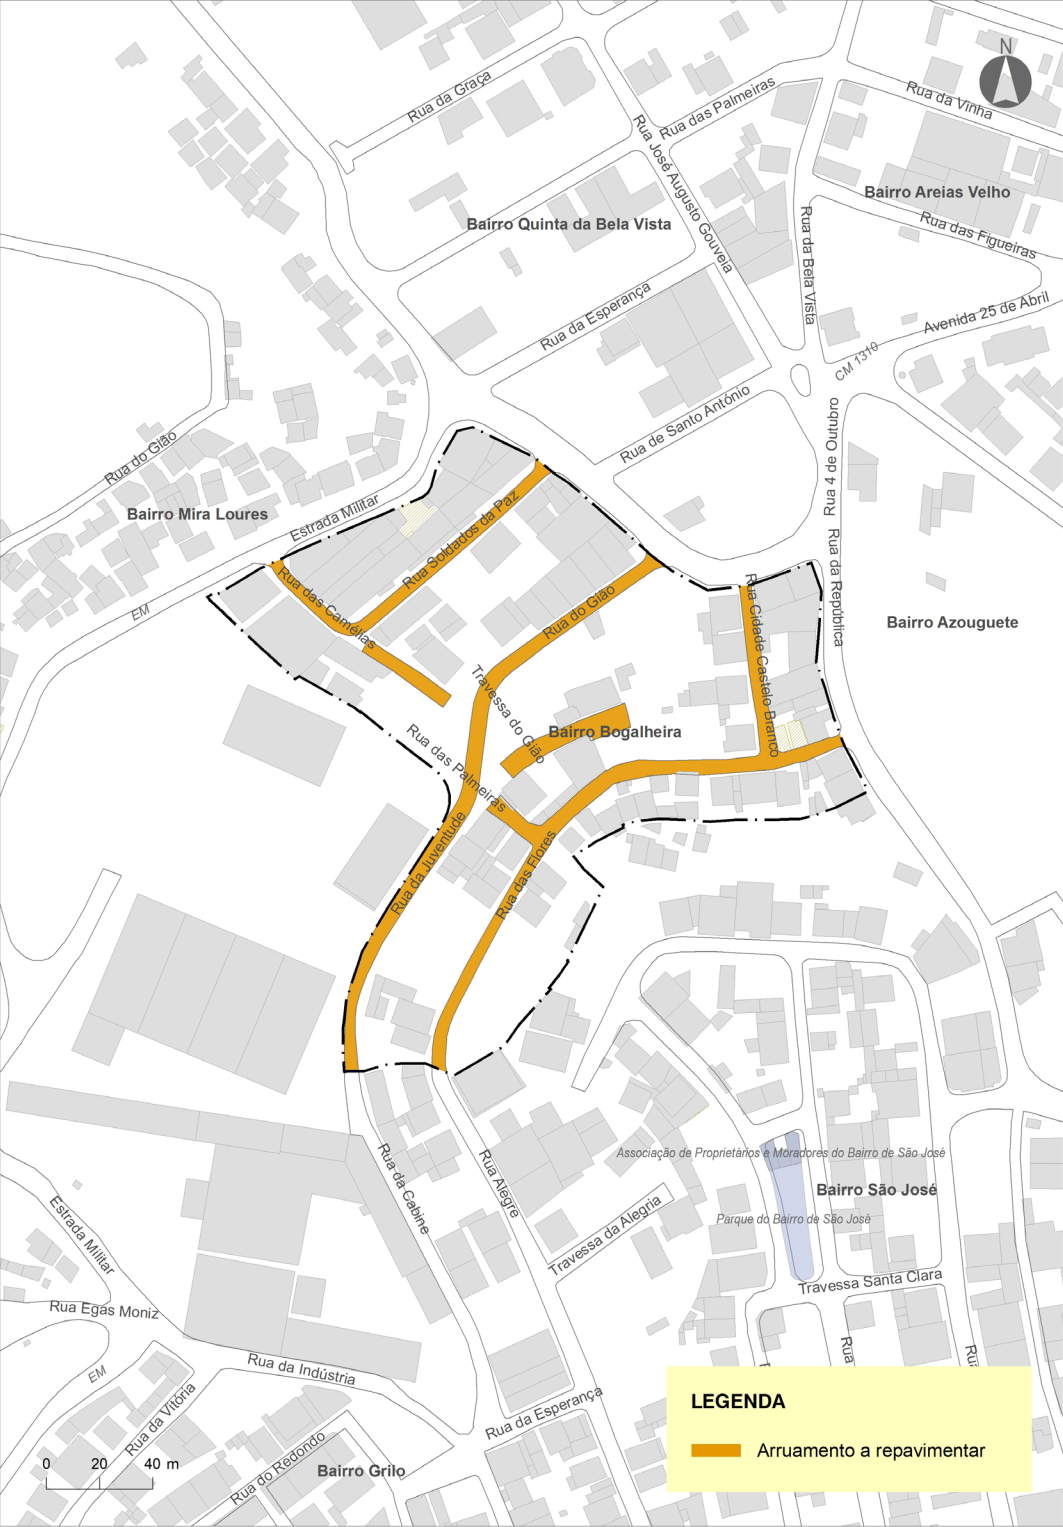 N
Rua da Graça
Rua das Palmeiras
Rua da Vinha
Rua José Augusto Gouveia
Bairro Areias Velho
Bairro Quinta da Bela Vista
Rua das Figueiras
Rua da Bela Vista
Rua da Esperança
Avenida 25 de Abril
CM 1310
Rua de Santo António
Rua 4 de Outubro
Rua do Gião
Bairro Mira Loures
Estrada Militar
Rua Soldados da Paz
Rua das Camélias
EM
Rua do Gião
Rua Cidade Castelo Branco
Rua da República
Bairro Azouguete
Travessa do Gião
Bairro Bogalheira
Rua das Palmeiras
Rua da Juventude
Rua das Flores
Associação de Proprietários e Moradores do Bairro de São José
Bairro São José
Parque do Bairro de São José
Rua da Cabine
Rua Alegre
Travessa da Alegria
Travessa Santa Clara
Estrada Militar
Rua Egas Moniz
Rua da Indústria
EM
Rua da Vitória
Rua da Esperança
Rua do Redondo
Bairro Grilo
Rua
LEGENDA
Arruamento a repavimentar
0 20 40 m